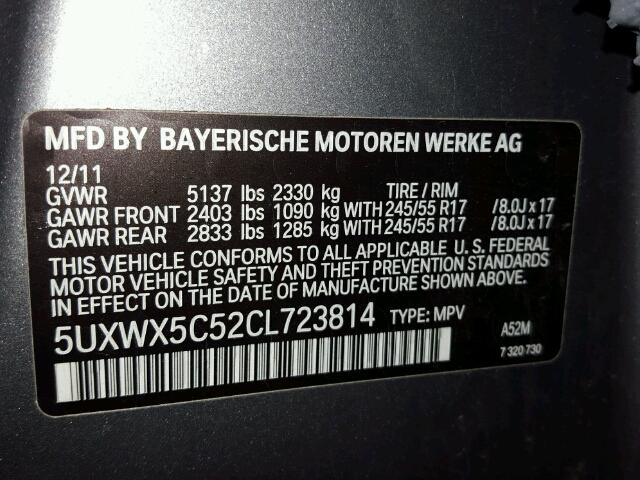 MFD BY BAYERISCHE MOTOREN WERKE AG
12/11
GVWR 5137 lbs 2330 kg TIRE / RIM
GAWR FRONT 2403 lbs 1090 kg WITH 245/55 R17 / 8.0J x 17
GAWR REAR 2833 lbs 1285 kg WITH 245/55 R17 / 8.0J x 17
THIS VEHICLE CONFORMS TO ALL APPLICABLE U.S. FEDERAL
MOTOR VEHICLE SAFETY AND THEFT PREVENTION STANDARDS
IN EFFECT ON THE DATE OF MANUFACTURE SHOWN ABOVE.
5UXWX5C52CL723814 TYPE: MPV A52M
7 320 730